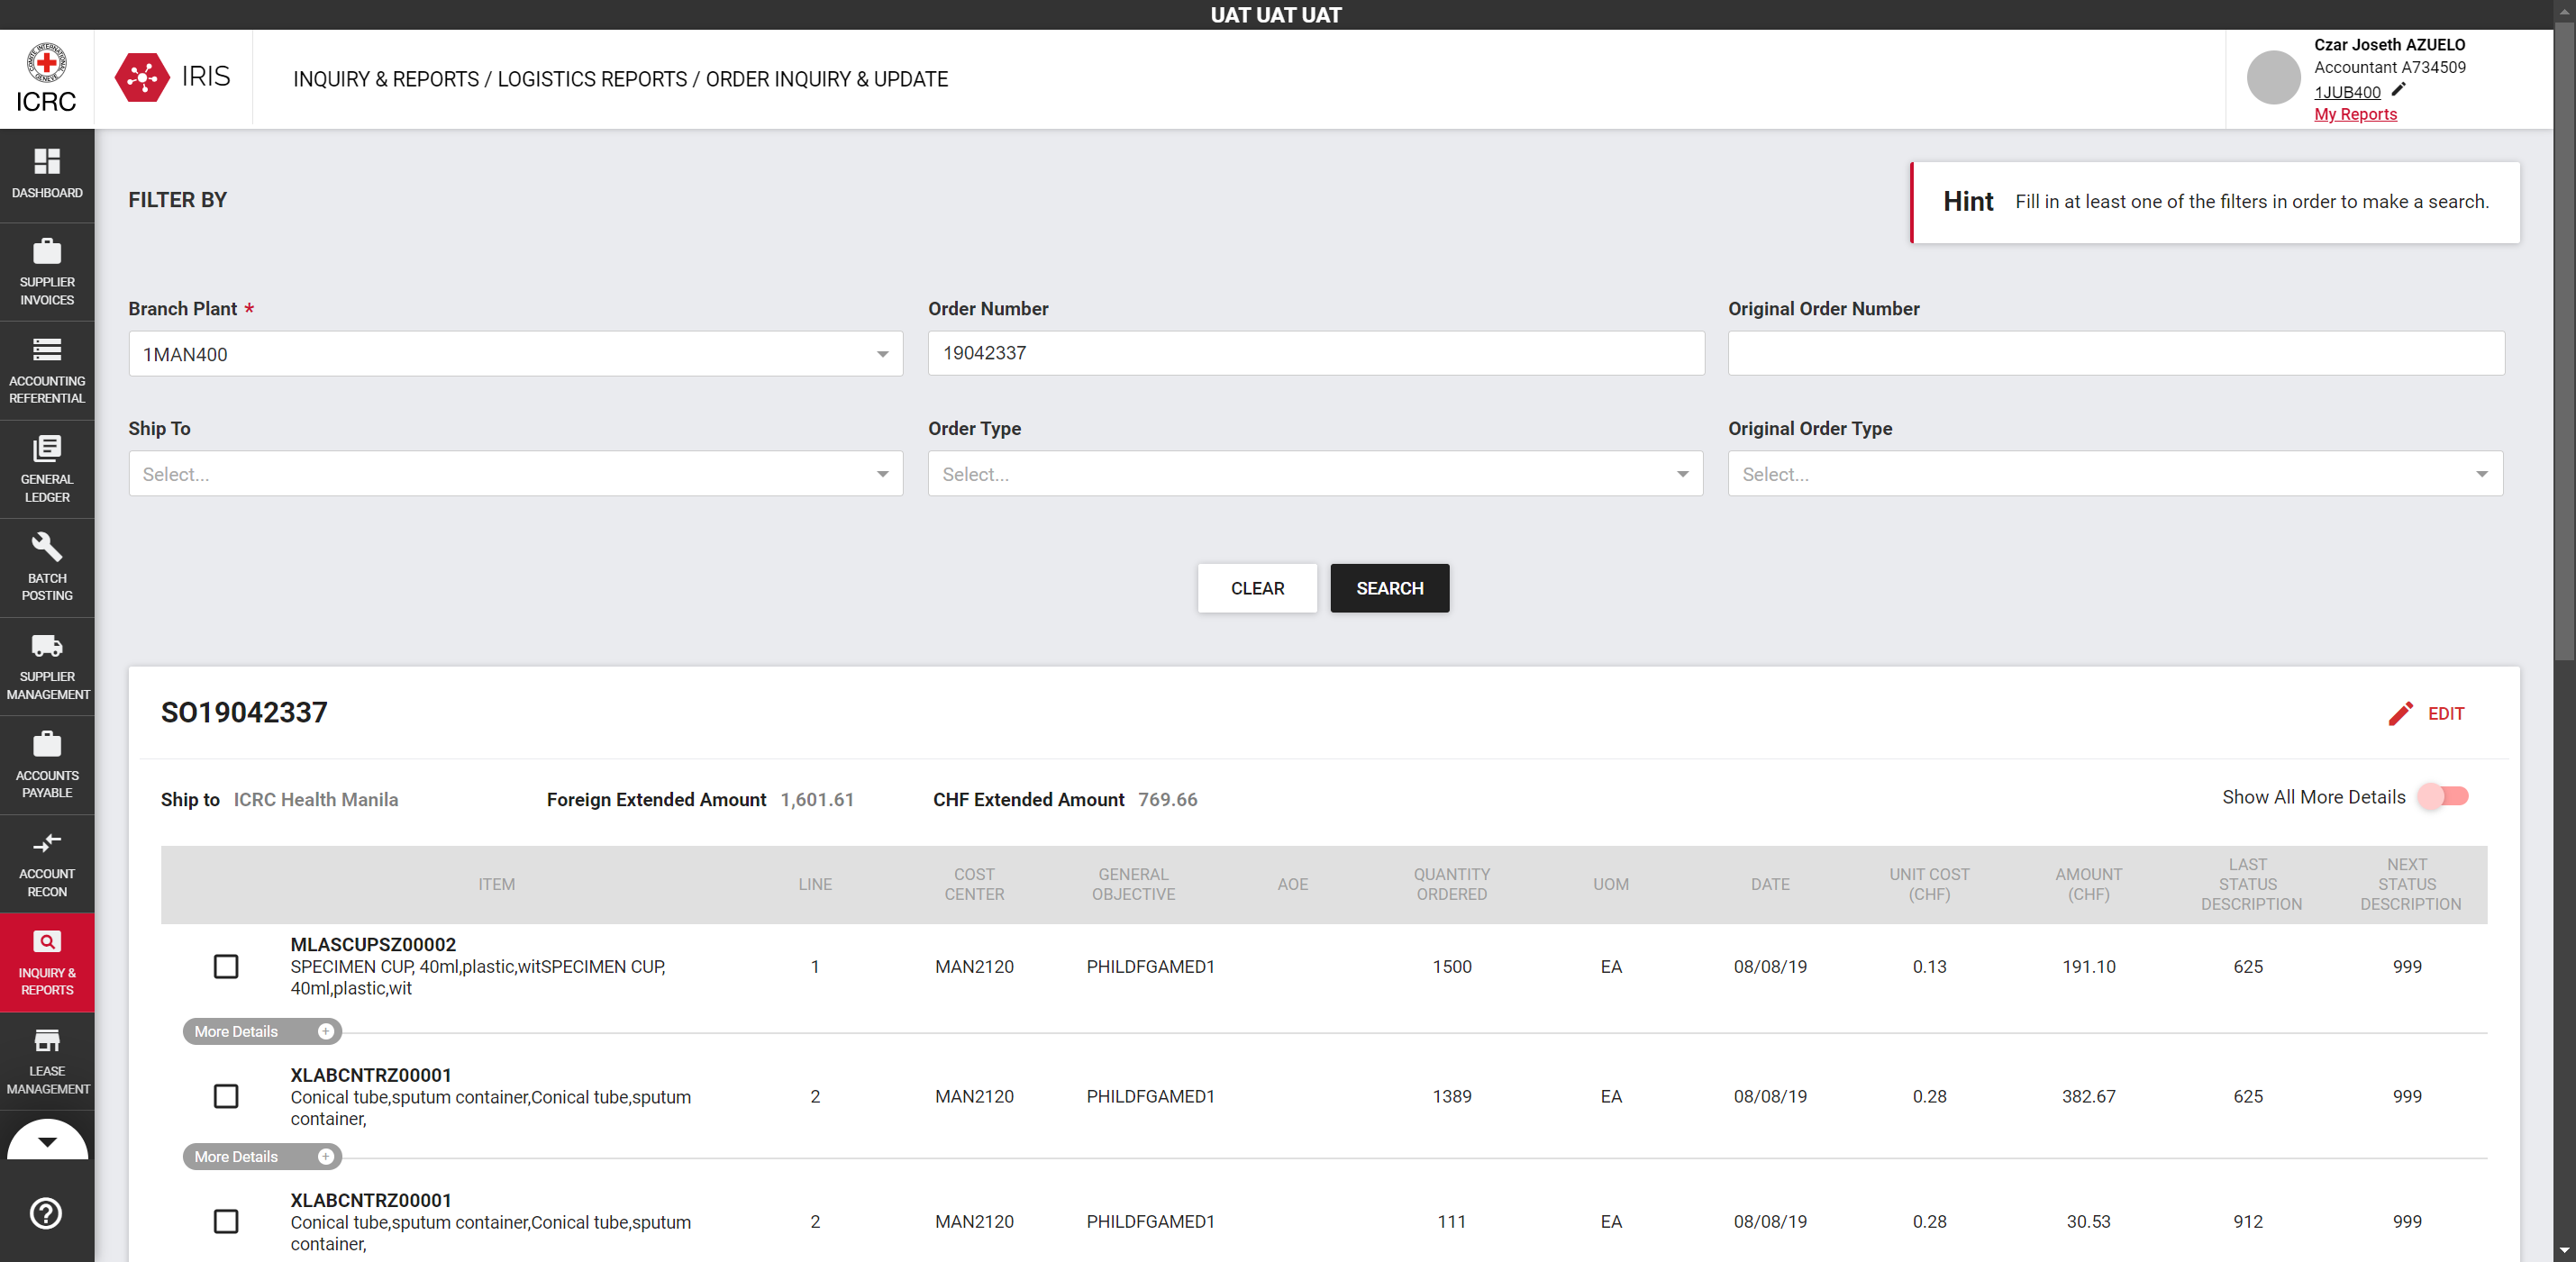 UAT UAT UAT
ICRC
IRIS
INQUIRY & REPORTS / LOGISTICS REPORTS / ORDER INQUIRY & UPDATE
Czar Joseth AZUELO
Accountant A734509
1JUB400
My Reports
DASHBOARD
SUPPLIER
INVOICES
ACCOUNTING
REFERENTIAL
GENERAL
LEDGER
BATCH
POSTING
SUPPLIER
MANAGEMENT
ACCOUNTS
PAYABLE
ACCOUNT
RECON
INQUIRY &
REPORTS
LEASE
MANAGEMENT
FILTER BY
Hint Fill in at least one of the filters in order to make a search.
Branch Plant * Order Number Original Order Number
1MAN400 19042337
Ship To Order Type Original Order Type
Select... Select... Select...
CLEAR SEARCH
SO19042337 EDIT
Ship to ICRC Health Manila Foreign Extended Amount 1,601.61 CHF Extended Amount 769.66 Show All More Details
ITEM LINE COST CENTER GENERAL OBJECTIVE AOE QUANTITY ORDERED UOM DATE UNIT COST (CHF) AMOUNT (CHF) LAST STATUS DESCRIPTION NEXT STATUS DESCRIPTION
MLASCUPSZ00002
SPECIMEN CUP, 40ml,plastic,witSPECIMEN CUP, 1 MAN2120 PHILDFGAMED1 1500 EA 08/08/19 0.13 191.10 625 999
40ml,plastic,wit
More Details
XLABCNTRZ00001
Conical tube,sputum container,Conical tube,sputum 2 MAN2120 PHILDFGAMED1 1389 EA 08/08/19 0.28 382.67 625 999
container,
More Details
XLABCNTRZ00001
Conical tube,sputum container,Conical tube,sputum 2 MAN2120 PHILDFGAMED1 111 EA 08/08/19 0.28 30.53 912 999
container,